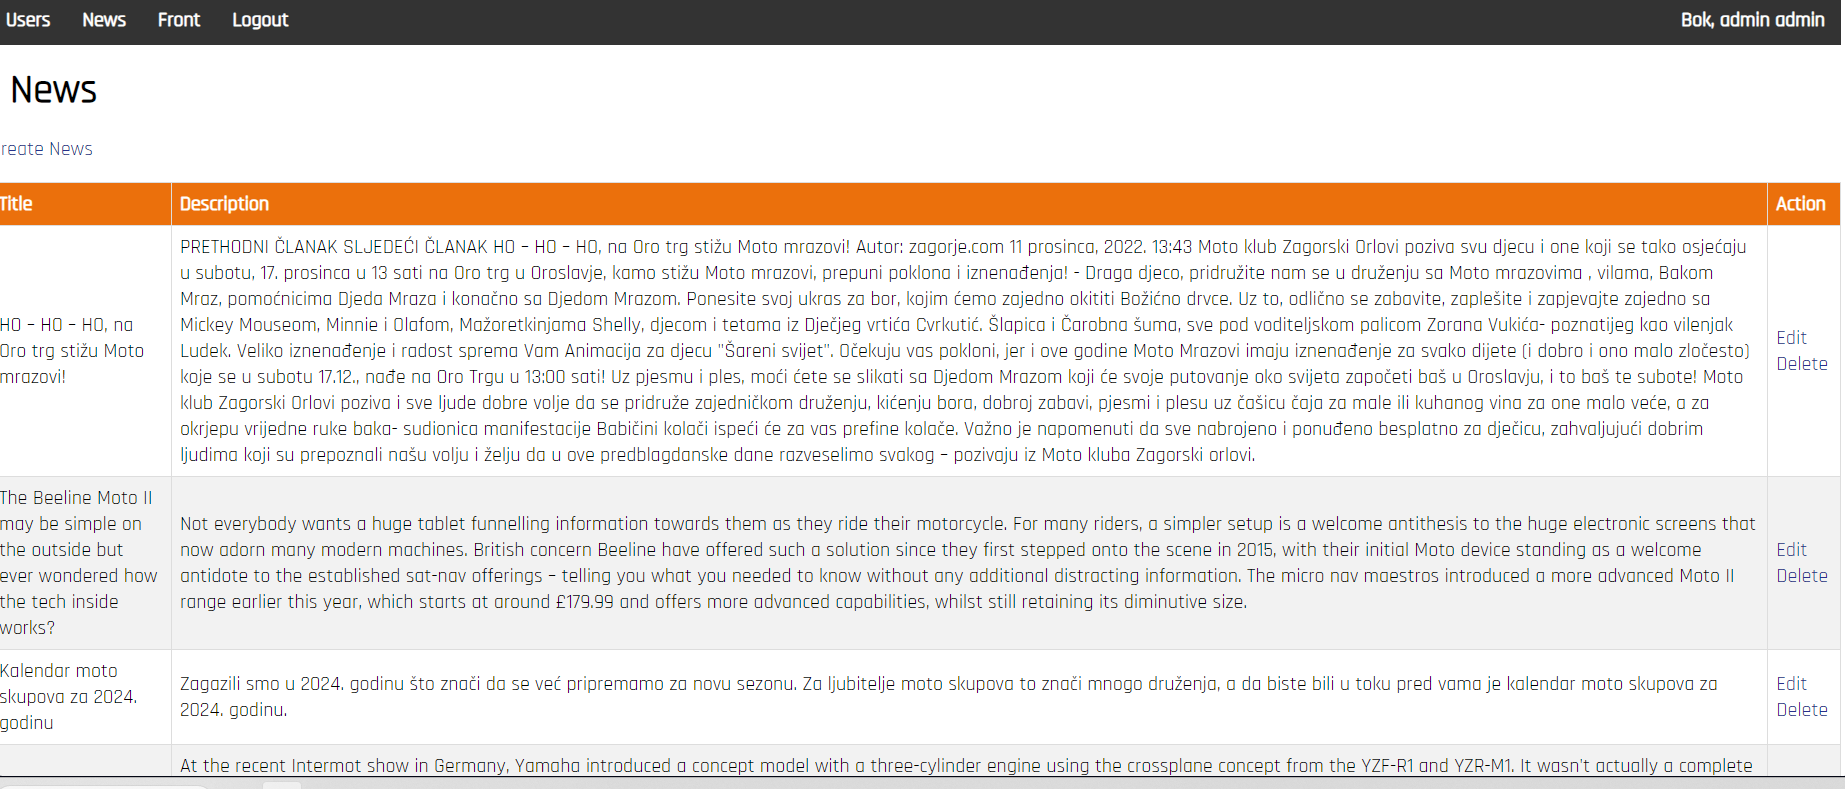 Users News Front Logout Bok, admin admin
News
reate News
Title Description Action
HO – HO – HO, na
Oro trg stižu Moto
mrazovi!
PRETHODNI ČLANAK SLJEDEĆI ČLANAK HO – HO – HO, na Oro trg stižu Moto mrazovi! Autor: zagorje.com 11 prosinca, 2022. 13:43 Moto klub Zagorski Orlovi poziva svu djecu i one koji se tako osjećaju
u subotu, 17. prosinca u 13 sati na Oro trg u Oroslavje, kamo stižu Moto mrazovi, prepuni poklona i iznenađenja! - Draga djeco, pridružite nam se u druženju sa Moto mrazovima , vilama, Bakom
Mraz, pomoćnicima Djeda Mraza i konačno sa Djedom Mrazom. Ponesite svoj ukras za bor, kojim ćemo zajedno okititi Božićno drvce. Uz to, odlično se zabavite, zaplešite i zapjevajte zajedno sa
Mickey Mouseom, Minnie i Olafom, Mažoretkinjama Shelly, djecom i tetama iz Dječjeg vrtića Cvrkutić. Šlapica i Čarobna šuma, sve pod voditeljskom palicom Zorana Vukića- poznatijeg kao vilenjak
Ludek. Veliko iznenađenje i radost sprema Vam Animacija za djecu "Šareni svijet". Očekuju vas pokloni, jer i ove godine Moto Mrazovi imaju iznenađenje za svako dijete (i dobro i ono malo zločesto)
koje se u subotu 17.12., nađe na Oro Trgu u 13:00 sati! Uz pjesmu i ples, moći ćete se slikati sa Djedom Mrazom koji će svoje putovanje oko svijeta započeti baš u Oroslavju, i to baš te subote! Moto
klub Zagorski Orlovi poziva i sve ljude dobre volje da se pridruže zajedničkom druženju, kićenju bora, dobroj zabavi, pjesmi i plesu uz čašicu čaja za male ili kuhanog vina za one malo veće, a za
okrjepu vrijedne ruke baka- sudionica manifestacije Babičini kolači ispeći će za vas prefine kolače. Važno je napomenuti da sve nabrojeno i ponuđeno besplatno za dječicu, zahvaljujući dobrim
ljudima koji su prepoznali našu volju i želju da u ove predblagdanske dane razveselimo svakog – pozivaju iz Moto kluba Zagorski orlovi.
Edit
Delete
The Beeline Moto II
may be simple on
the outside but
ever wondered how
the tech inside
works?
Not everybody wants a huge tablet funnelling information towards them as they ride their motorcycle. For many riders, a simpler setup is a welcome antithesis to the huge electronic screens that
now adorn many modern machines. British concern Beeline have offered such a solution since they first stepped onto the scene in 2015, with their initial Moto device standing as a welcome
antidote to the established sat-nav offerings – telling you what you needed to know without any additional distracting information. The micro nav maestros introduced a more advanced Moto II
range earlier this year, which starts at around £179.99 and offers more advanced capabilities, whilst still retaining its diminutive size.
Edit
Delete
Kalendar moto
skupova za 2024.
godinu
Zagazili smo u 2024. godinu što znači da se već pripremamo za novu sezonu. Za ljubitelje moto skupova to znači mnogo druženja, a da biste bili u toku pred vama je kalendar moto skupova za
2024. godinu.
Edit
Delete
At the recent Intermot show in Germany, Yamaha introduced a concept model with a three-cylinder engine using the crossplane concept from the YZF-R1 and YZR-M1. It wasn't actually a complete